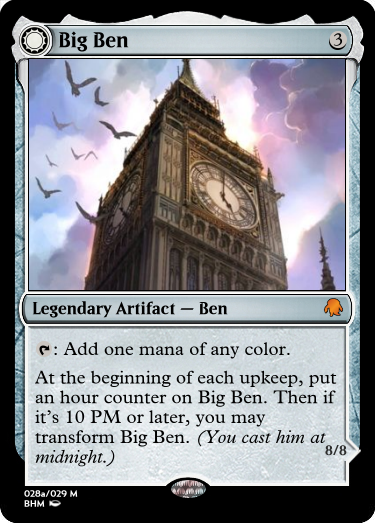 Big Ben
3
Legendary Artifact — Ben
: Add one mana of any color.
At the beginning of each upkeep, put
an hour counter on Big Ben. Then if
it's 10 PM or later, you may
transform Big Ben. (You cast him at
midnight.)
8/8
028a/029 M
BHM